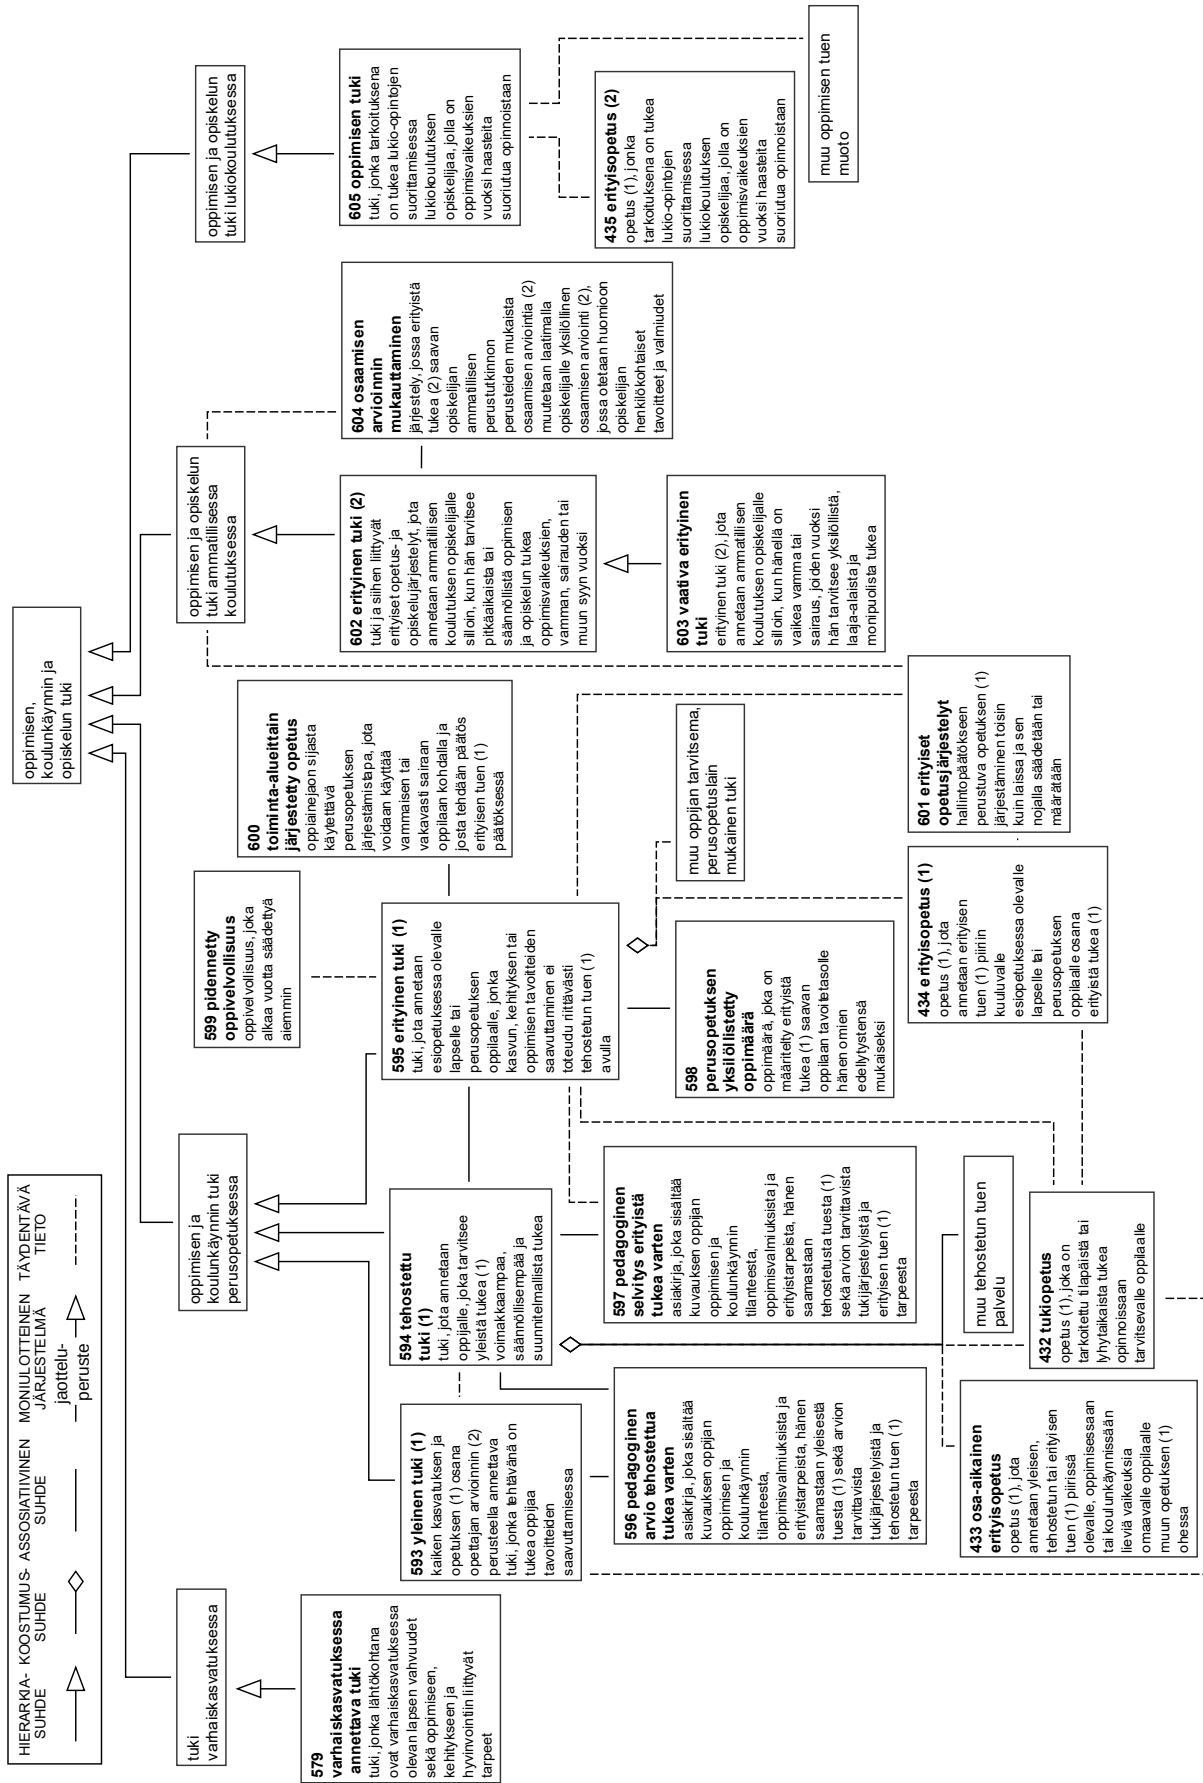 HIERARKIA- KOOSTUMUS- ASSOSIATIIVINEN MONIULOTTEINEN TÄYDENTÄVÄ
SUHDE SUHDE SUHDE JÄRJESTELMÄ TIETO
jaottelu-
peruste
oppimisen,
koulunkäynnin ja
opiskelun tuki
tuki
varhaiskasvatuksessa
oppimisen ja
koulunkäynnin tuki
perusopetuksessa
oppimisen ja opiskelun
tuki ammatillisessa
koulutuksessa
oppimisen ja opiskelun
tuki lukiokoulutuksessa
579
varhaiskasvatuksessa
annettava tuki
tuki, jonka lähtökohtana
ovat varhaiskasvatuksessa
olevan lapsen vahvuudet
sekä oppimiseen,
kehitykseen ja
hyvinvointiin liittyvät
tarpeet
593 yleinen tuki (1)
kaiken kasvatuksen ja
opetuksen (1) osana
opettajan arvioinnin (2)
perusteella annettava
tuki, jonka tehtävänä on
tukea oppijaa
tavoitteiden
saavuttamisessa
594 tehostettu
tuki (1)
tuki, jota annetaan
oppijalle, joka tarvitsee
yleistä tukea (1)
voimakkaampaa,
säännöllisempää ja
suunnitelmallista tukea
595 erityinen tuki (1)
tuki, jota annetaan
esiopetuksessa olevalle
lapselle tai
perusopetuksen
oppilaalle, jonka
kasvun, kehityksen tai
oppimisen tavoitteiden
saavuttaminen ei
toteudu riittävästi
tehostetun tuen (1)
avulla
599 pidennetty
oppivelvollisuus
oppivelvollisuus, joka
alkaa vuotta säädettyä
aiemmin
600
toiminta-alueittain
järjestetty opetus
oppiainejaon sijasta
käytettävä
perusopetuksen
järjestämistapa, jota
voidaan käyttää
vammaisen tai
vakavasti sairaan
oppilaan kohdalla ja
josta tehdään päätös
erityisen tuen (1)
päätöksessä
602 erityinen tuki (2)
tuki ja siihen liittyvät
erityiset opetus- ja
opiskelujärjestelyt, jota
annetaan ammatillisen
koulutuksen opiskelijalle
silloin, kun hän tarvitsee
pitkäaikaista tai
säännöllistä oppimisen
ja opiskelun tukea
oppimisvaikeuksien,
vamman, sairauden tai
muun syyn vuoksi
604 osaamisen
arvioinnin
mukauttaminen
järjestely, jossa erityistä
tukea (2) saavan
opiskelijan
ammatillisen
perustutkinnon
perusteiden mukaista
osaamisen arviointia (2)
muutetaan laatimalla
opiskelijalle yksilöllinen
osaamisen arviointi (2),
jossa otetaan huomioon
opiskelijan
henkilökohtaiset
tavoitteet ja valmiudet
605 oppimisen tuki
tuki, jonka tarkoituksena
on tukea lukio-opintojen
suorittamisessa
lukiokoulutuksen
opiskelijaa, jolla on
oppimisvaikeuksien
vuoksi haasteita
suoriutua opinnoistaan
596 pedagoginen
arvio tehostettua
tukea varten
asiakirja, joka sisältää
kuvauksen oppijan
oppimisen ja
koulunkäynnin
tilanteesta,
oppimisvalmiuksista ja
erityistarpeista, hänen
saamastaan yleisestä
tuesta (1) sekä arvion
tarvittavista
tukijärjestelyistä ja
tehostetun tuen (1)
tarpeesta
597 pedagoginen
selvitys erityistä
tukea varten
asiakirja, joka sisältää
kuvauksen oppijan
oppimisen ja
koulunkäynnin
tilanteesta,
oppimisvalmiuksista ja
erityistarpeista, hänen
saamastaan
tehostetusta tuesta (1)
sekä arvion tarvittavista
tukijärjestelyistä ja
erityisen tuen (1)
tarpeesta
598
perusopetuksen
yksilöllistetty
oppimäärä
oppimäärä, joka on
määritelty erityistä
tukea (1) saavan
oppilaan tavoitetasolle
hänen omien
edellytystensä
mukaiseksi
muu oppijan tarvitsema,
perusopetuslain
mukainen tuki
603 vaativa erityinen
tuki
erityinen tuki (2), jota
annetaan ammatillisen
koulutuksen opiskelijalle
silloin, kun hänellä on
vaikea vamma tai
sairaus, joiden vuoksi
hän tarvitsee yksilöllistä,
laaja-alaista ja
monipuolista tukea
435 erityisopetus (2)
opetus (1), jonka
tarkoituksena on tukea
lukio-opintojen
suorittamisessa
lukiokoulutuksen
opiskelijaa, jolla on
oppimisvaikeuksien
vuoksi haasteita
suoriutua opinnoistaan
muu oppimisen tuen
muoto
433 osa-aikainen
erityisopetus
opetus (1), jota
annetaan yleisen,
tehostetun tai erityisen
tuen (1) piirissä
olevalle, oppimisessaan
tai koulunkäynnissään
lieviä vaikeuksia
omaavalle oppilaalle
muun opetuksen (1)
ohessa
432 tukiopetus
opetus (1), joka on
tarkoitettu tilapäistä tai
lyhytaikaista tukea
opinnoissaan
tarvitsevalle oppilaalle
muu tehostetun tuen
palvelu
434 erityisopetus (1)
opetus (1), jota
annetaan erityisen
tuen (1) piiriin
kuuluvalle
esiopetuksessa olevalle
lapselle tai
perusopetuksen
oppilaalle osana
erityistä tukea (1)
601 erityiset
opetusjärjestelyt
hallintopäätökseen
perustuva opetuksen (1)
järjestäminen toisin
kuin laissa ja sen
nojalla säädetään tai
määrätään